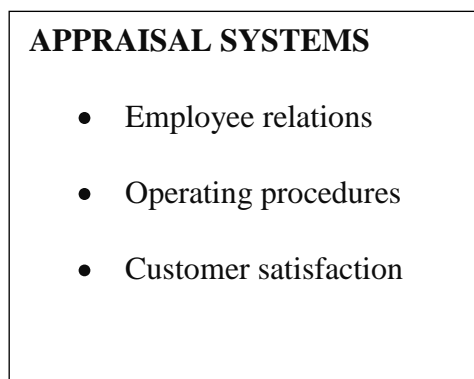 APPRAISAL SYSTEMS
• Employee relations
• Operating procedures
• Customer satisfaction